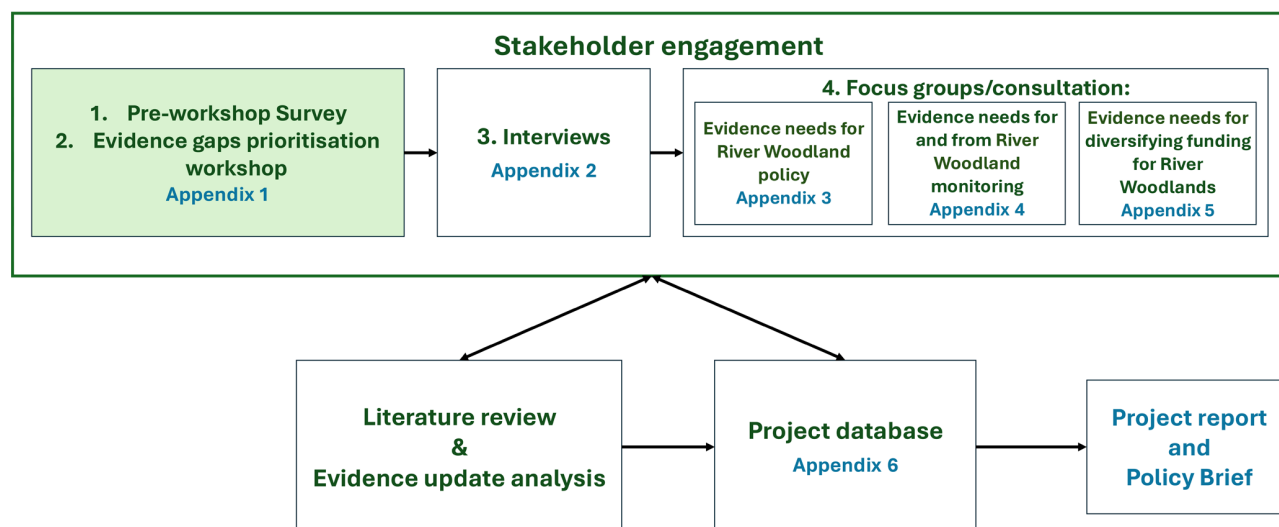 Stakeholder engagement
1. Pre-workshop Survey
2. Evidence gaps prioritisation
workshop
Appendix 1
3. Interviews
Appendix 2
4. Focus groups/consultation:
Evidence needs for
River Woodland
policy
Appendix 3
Evidence needs for
and from River
Woodland
monitoring
Appendix 4
Evidence needs for
diversifying funding
for River
Woodlands
Appendix 5
Literature review
&
Evidence update analysis
Project database
Appendix 6
Project report
and
Policy Brief